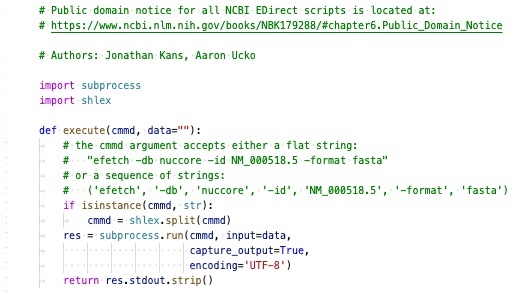 # Public domain notice for all NCBI EDirect scripts is located at:
# https://www.ncbi.nlm.nih.gov/books/NBK179288/#chapter6.Public_Domain_Notice
# Authors: Jonathan Kans, Aaron Ucko
import subprocess
import shlex
def execute(cmmd, data=""):
# the cmmd argument accepts either a flat string:
#   "efetch -db nuccore -id NM_000518.5 -format fasta"
# or a sequence of strings:
#   ('efetch', '-db', 'nuccore', '-id', 'NM_000518.5', '-format', 'fasta')
if isinstance(cmmd, str):
cmmd = shlex.split(cmmd)
res = subprocess.run(cmmd, input=data,
capture_output=True,
encoding='UTF-8')
return res.stdout.strip()